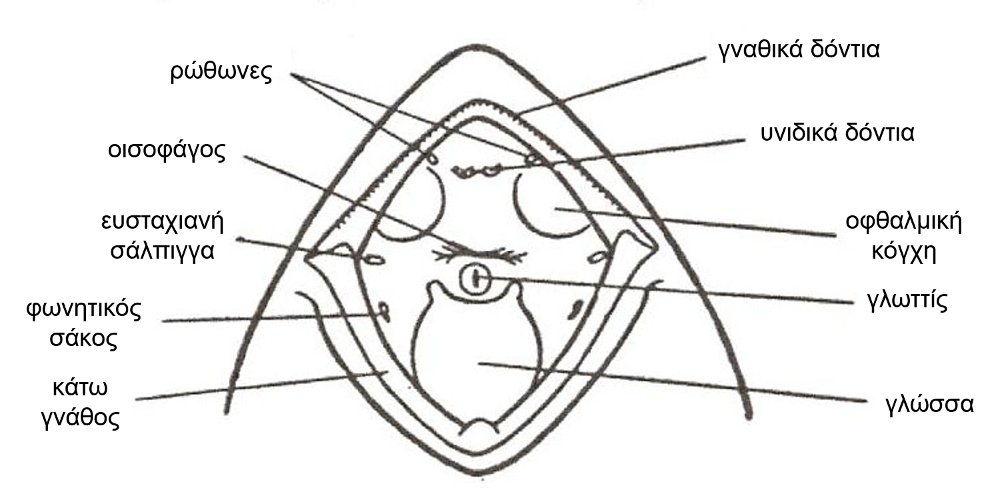 γναθικά δόντια
ρώθωνες
υνιδικά δόντια
οισοφάγος
ευσταχιανή
σάλπιγγα
οφθαλμική
κόγχη
γλωττίς
φωνητικός
σάκος
κάτω
γνάθος
γλώσσα